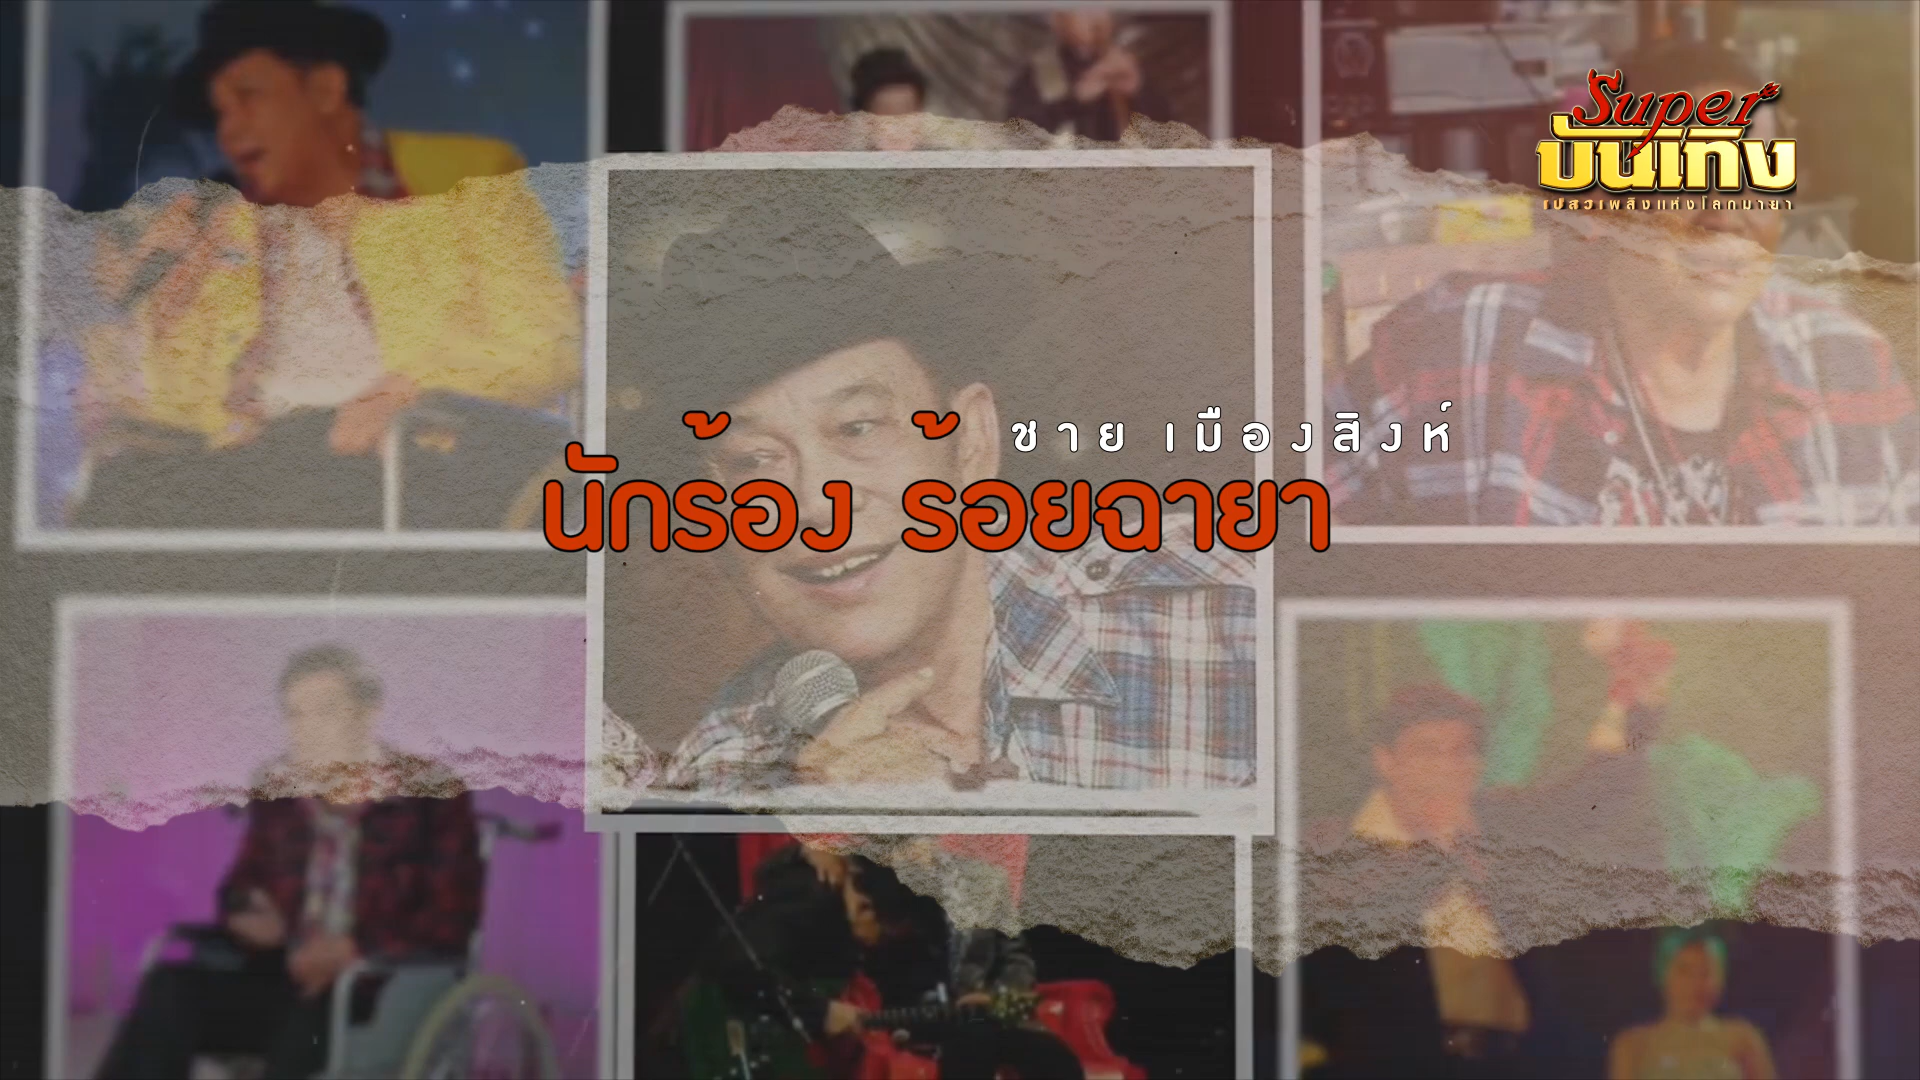 Super
บันเทิง
เปลวเพลิงแห่งโลกมายา
ชาย เมืองสิงห์
นักร้อง ร้อยฉายา